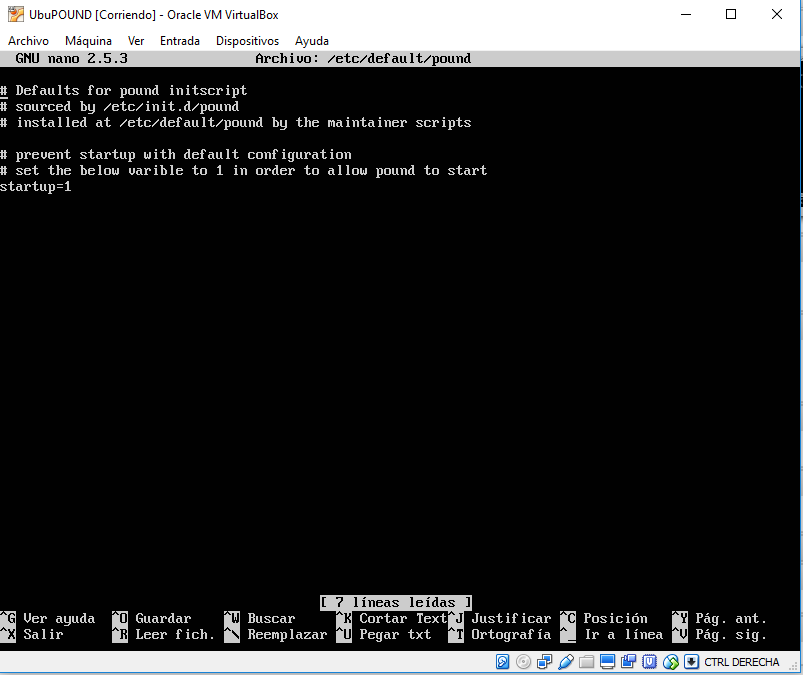 UbuPOUND [Corriendo] - Oracle VM VirtualBox
Archivo Máquina Ver Entrada Dispositivos Ayuda
GNU nano 2.5.3 Archivo: /etc/default/pound
# Defaults for pound initscript
# sourced by /etc/init.d/pound
# installed at /etc/default/pound by the maintainer scripts
# prevent startup with default configuration
# set the below varible to 1 in order to allow pound to start
startup=1
[ 7 líneas leídas ]
^G Ver ayuda ^O Guardar ^W Buscar ^K Cortar Text ^J Justificar ^C Posición ^Y Pág. ant.
^X Salir ^R Leer fich. ^\ Reemplazar ^U Pegar txt ^T Ortografía ^_ Ir a línea ^V Pág. sig.
CTRL DERECHA